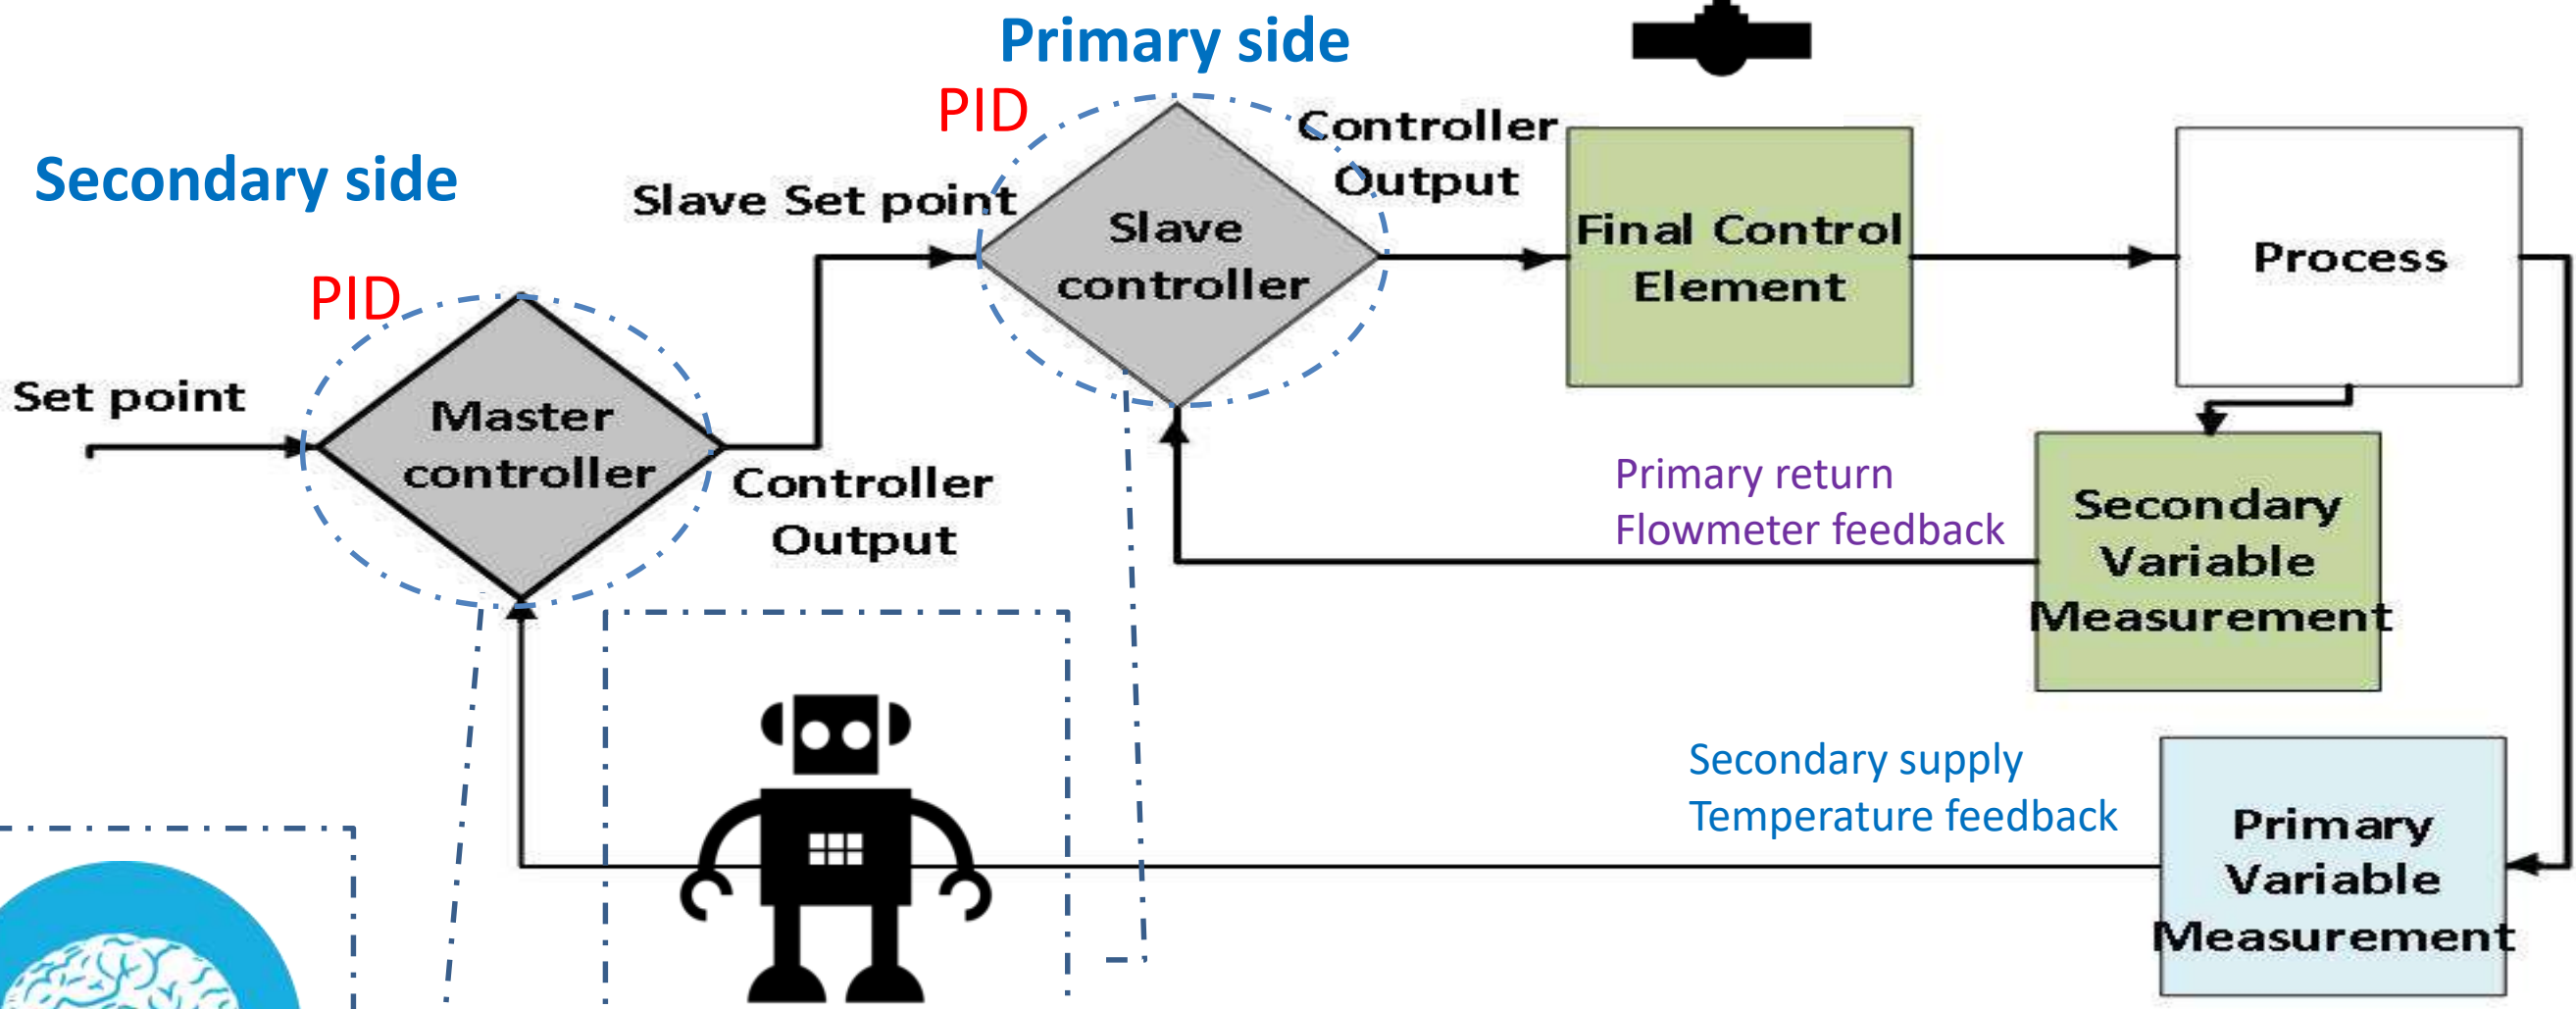 Primary side
PID
Secondary side
PID
Set point
Master
controller
Controller
Output
Slave Set point
Slave
controller
Controller
Output
Final Control
Element
Process
Primary return
Flowmeter feedback
Secondary
Variable
Measurement
Secondary supply
Temperature feedback
Primary
Variable
Measurement